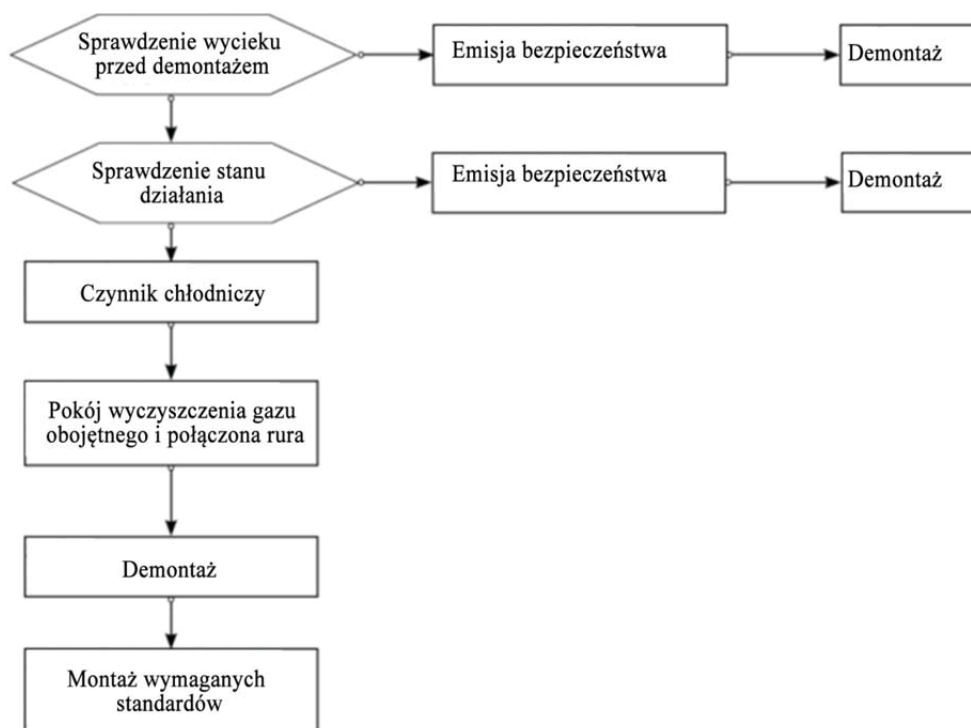 Sprawdzenie wycieku
przed demontażem
Emisja bezpieczeństwa
Demontaż
Sprawdzenie stanu
działania
Emisja bezpieczeństwa
Demontaż
Czynnik chłodniczy
Pokój wyczyszczenia gazu
obojętnego i połączona rura
Demontaż
Montaż wymaganych
standardów